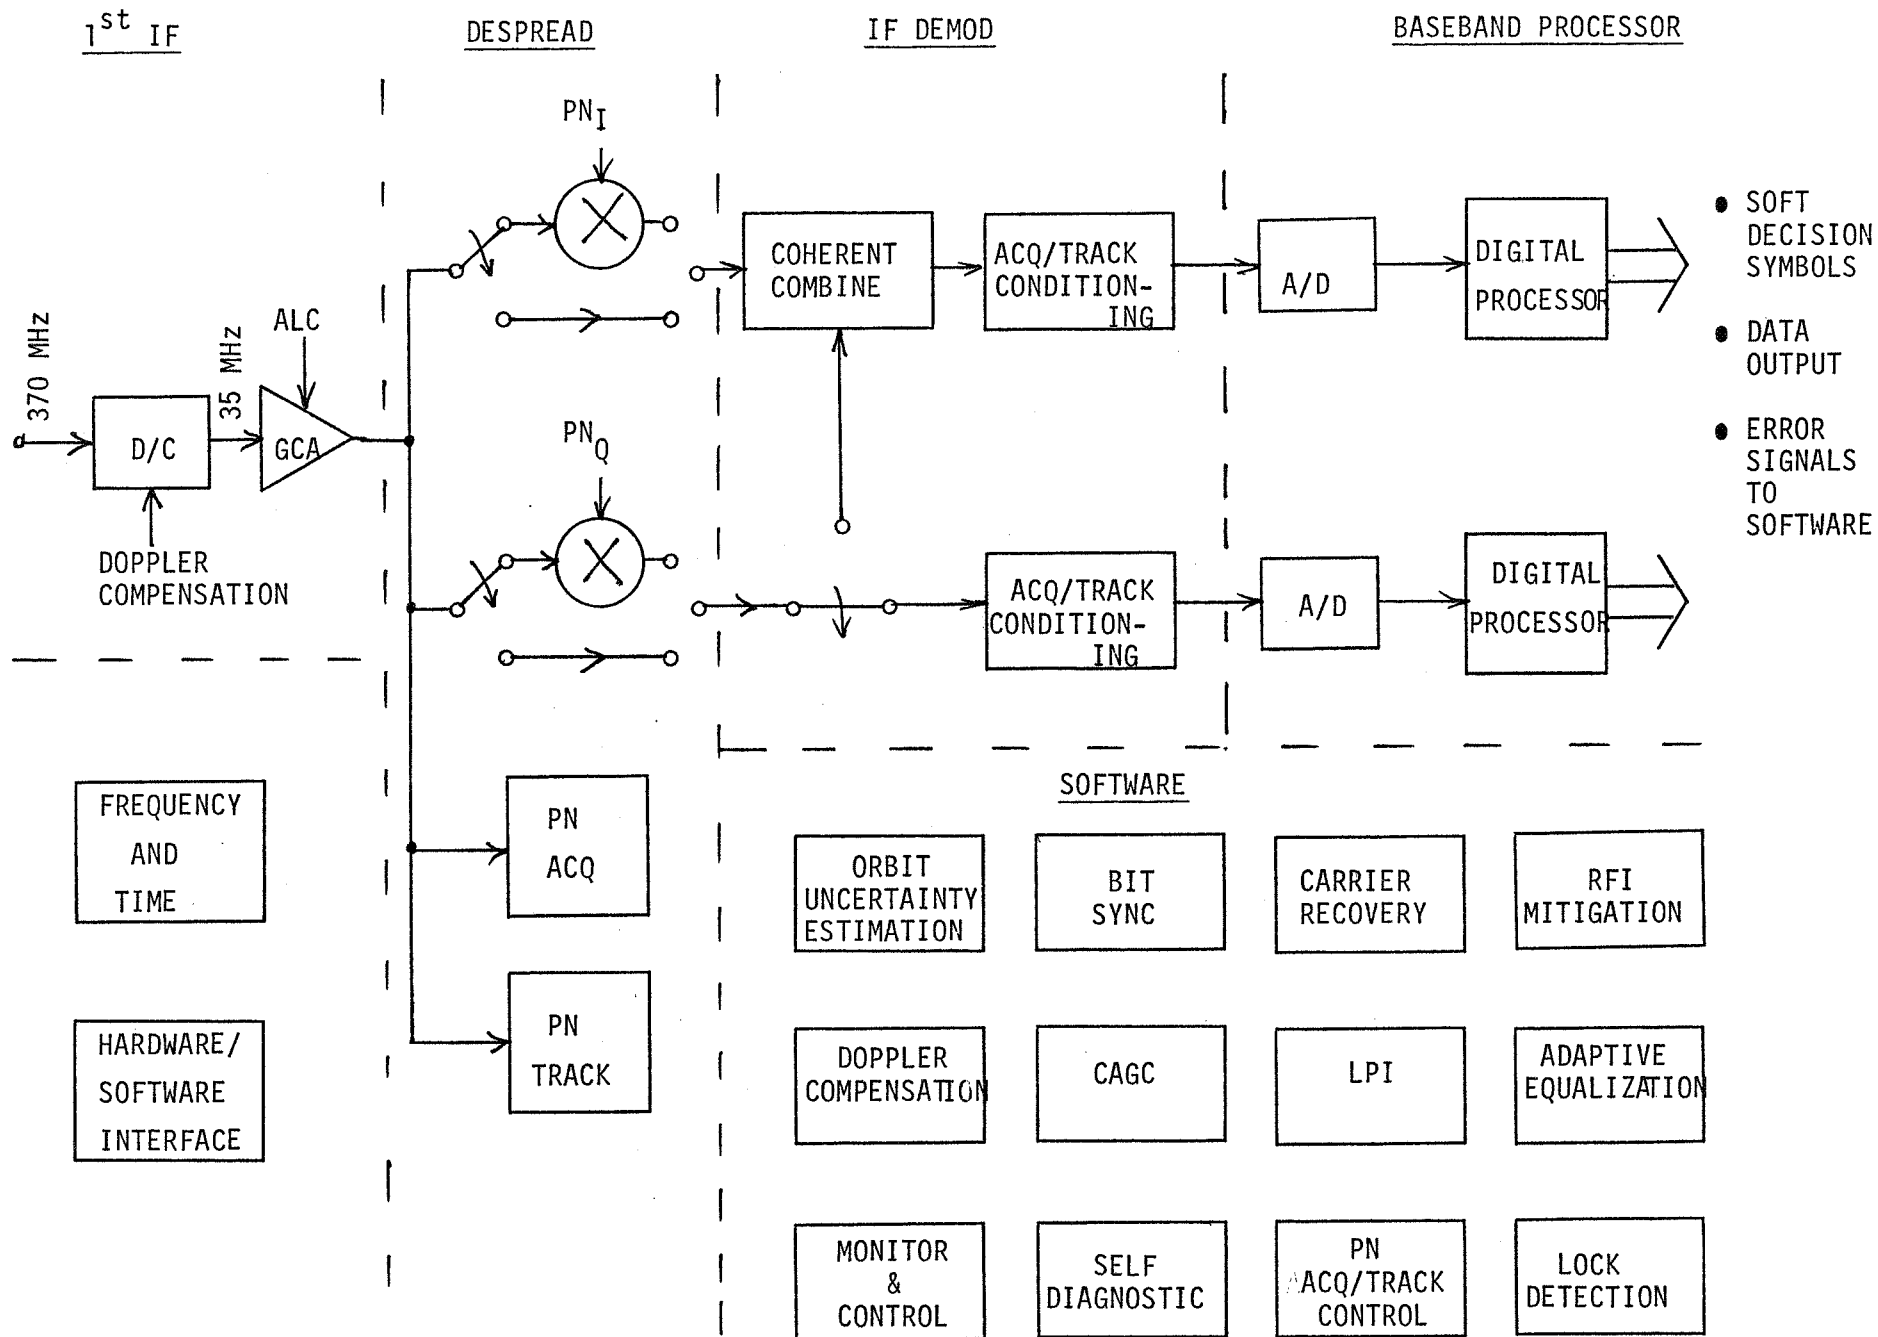 1st IF
DESPREAD
IF DEMOD
BASEBAND PROCESSOR
370 MHz
D/C
DOPPLER
COMPENSATION
35 MHz
ALC
GCA
PNI
PNQ
COHERENT
COMBINE
ACQ/TRACK
CONDITION-
ING
A/D
DIGITAL
PROCESSOR
ACQ/TRACK
CONDITION-
ING
A/D
DIGITAL
PROCESSOR
● SOFT
DECISION
SYMBOLS
● DATA
OUTPUT
● ERROR
SIGNALS
TO
SOFTWARE
FREQUENCY
AND
TIME
HARDWARE/
SOFTWARE
INTERFACE
PN
ACQ
PN
TRACK
SOFTWARE
ORBIT
UNCERTAINTY
ESTIMATION
BIT
SYNC
CARRIER
RECOVERY
RFI
MITIGATION
DOPPLER
COMPENSATION
CAGC
LPI
ADAPTIVE
EQUALIZATION
MONITOR
&
CONTROL
SELF
DIAGNOSTIC
PN
ACQ/TRACK
CONTROL
LOCK
DETECTION